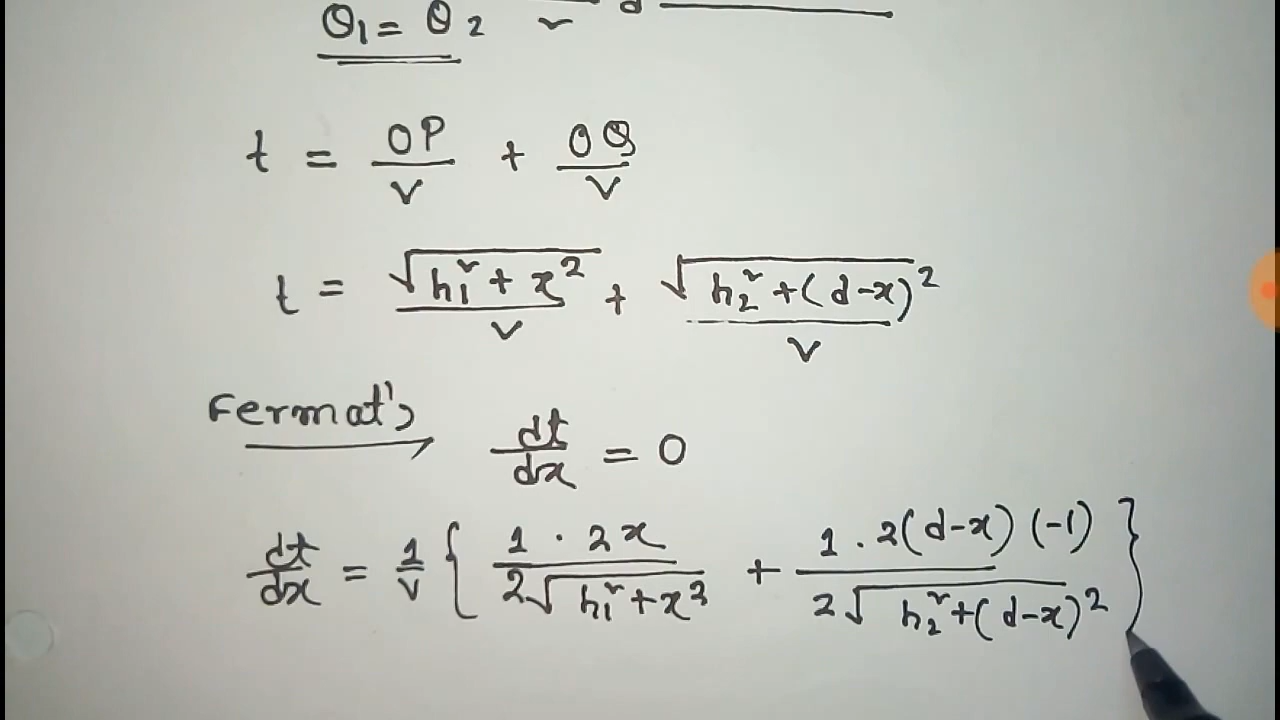 θ₁ = θ₂
t = OP/v + OQ/v
t = √(h₁² + x²)/v + √(h₂² + (d-x)²)/v
Fermat's
dt/dx = 0
dt/dx = 1/v { 1·2x / 2√(h₁² + x²) + 1·2(d-x)(-1) / 2√(h₂² + (d-x)²) }